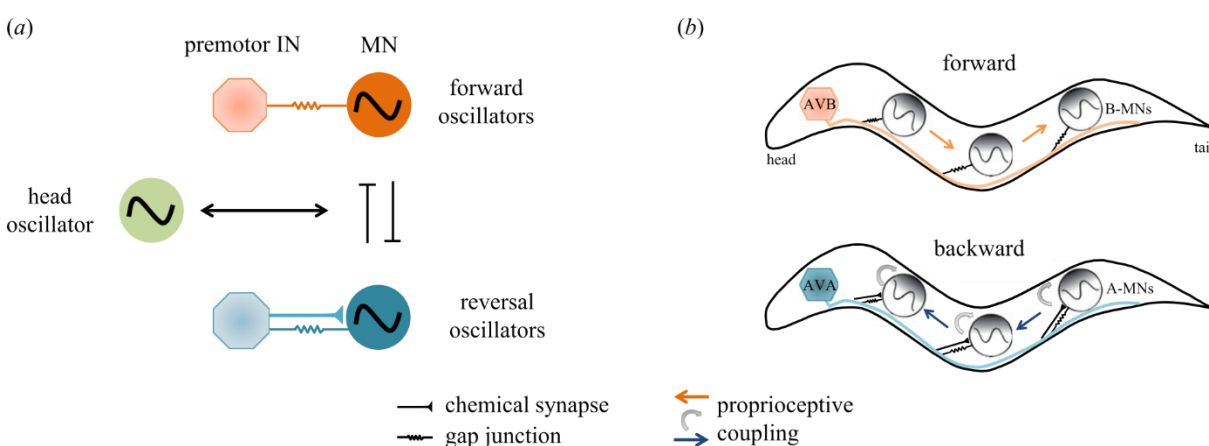 (a)
premotor IN
MN
forward
oscillators
head
oscillator
reversal
oscillators
chemical synapse
gap junction
(b)
forward
AVB
B-MNs
head
tai
backward
AVA
A-MNs
proprioceptive
coupling